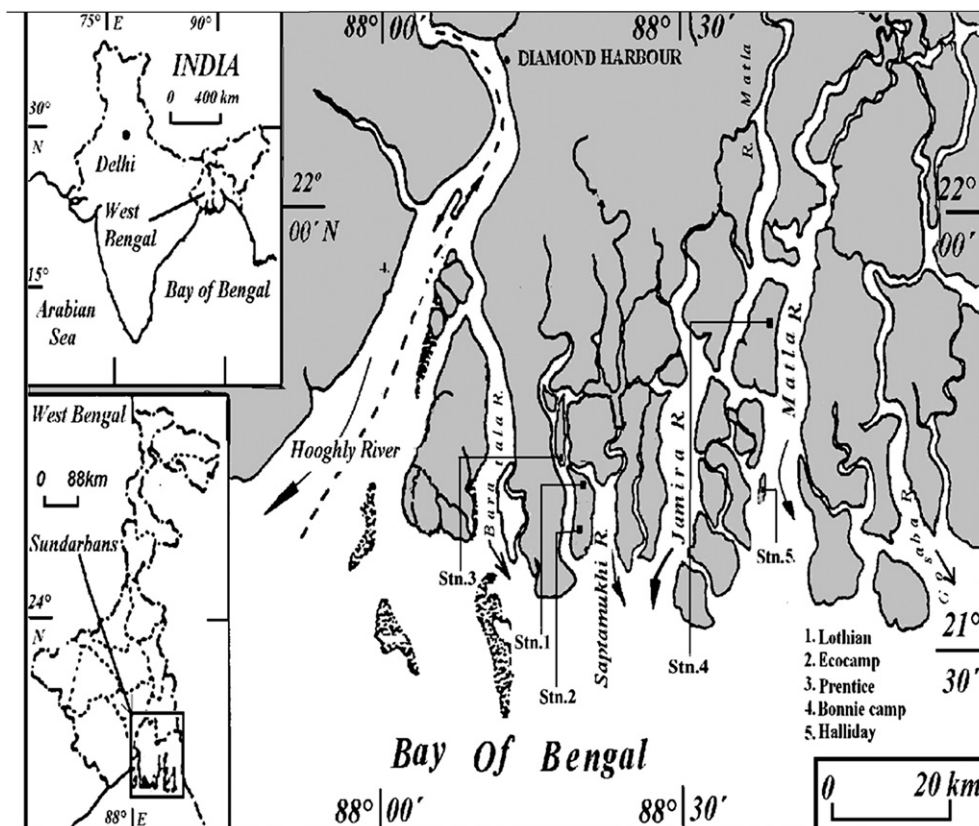 75° E
90°
INDIA
0 400 km
30°
N
Delhi
West
Bengal
15°
Bay of Bengal
Arabian
Sea
West Bengal
0 88km
Sundarbans
24°
N
88° E
88° 00
88° 30
DIAMOND HARBOUR
R. Matla
22°
00′ N
22°
00′
Hooghly River
Matla R.
Jamira R.
Saptamukhi R.
Stn.3
Stn.1
Stn.2
Stn.4
Stn.5
1. Lothian
2. Ecocamp
3. Prentice
4. Bonnie camp
5. Halliday
21°
30′
Bay Of Bengal
88° 00′
88° 30′
0 20 km